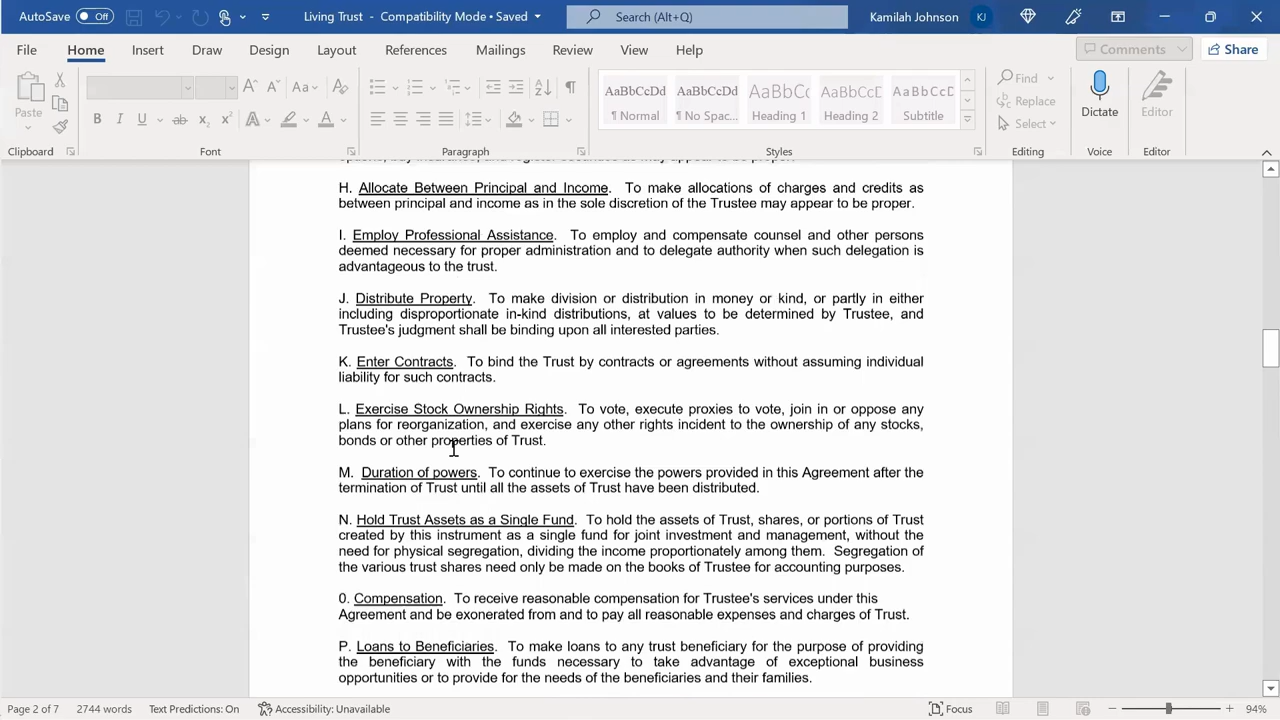 AutoSave Off Living Trust - Compatibility Mode • Saved Search (Alt+Q) Kamilah Johnson KJ
File Home Insert Draw Design Layout References Mailings Review View Help Comments Share
Paste
Clipboard
Font
Paragraph
AaBbCcDd AaBbCcDd AaBbCc AaBbCcD AaBbCcD
¶ Normal ¶ No Spac... Heading Heading 2 Subtitle
Styles
Find
Replace
Select
Editing
Dictate
Voice
Editor
Editor
H. Allocate Between Principal and Income. To make allocations of charges and credits as
between principal and income as in the sole discretion of the Trustee may appear to be proper.
I. Employ Professional Assistance. To employ and compensate counsel and other persons
deemed necessary for proper administration and to delegate authority when such delegation is
advantageous to the trust.
J. Distribute Property. To make division or distribution in money or kind, or partly in either
including disproportionate in-kind distributions, at values to be determined by Trustee, and
Trustee's judgment shall be binding upon all interested parties.
K. Enter Contracts. To bind the Trust by contracts or agreements without assuming individual
liability for such contracts.
L. Exercise Stock Ownership Rights. To vote, execute proxies to vote, join in or oppose any
plans for reorganization, and exercise any other rights incident to the ownership of any stocks,
bonds or other properties of Trust.
M. Duration of powers. To continue to exercise the powers provided in this Agreement after the
termination of Trust until all the assets of Trust have been distributed.
N. Hold Trust Assets as a Single Fund. To hold the assets of Trust, shares, or portions of Trust
created by this instrument as a single fund for joint investment and management, without the
need for physical segregation, dividing the income proportionately among them. Segregation of
the various trust shares need only be made on the books of Trustee for accounting purposes.
0. Compensation. To receive reasonable compensation for Trustee's services under this
Agreement and be exonerated from and to pay all reasonable expenses and charges of Trust.
P. Loans to Beneficiaries. To make loans to any trust beneficiary for the purpose of providing
the beneficiary with the funds necessary to take advantage of exceptional business
opportunities or to provide for the needs of the beneficiaries and their families.
Page 2 of 7 2744 words Text Predictions: On Accessibility: Unavailable Focus 94%